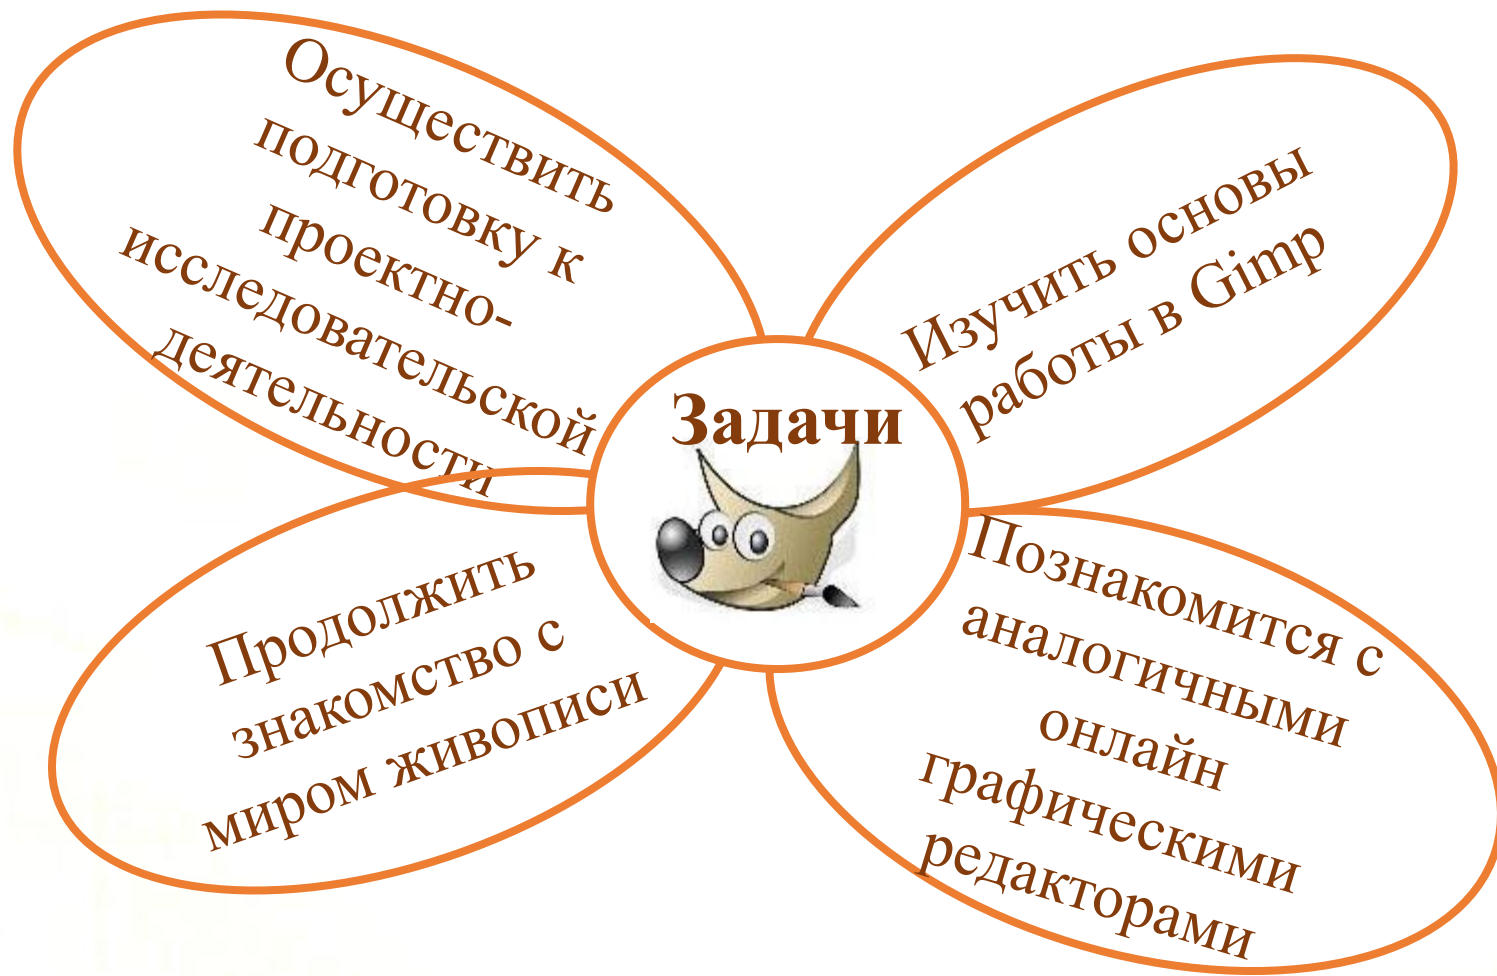 Осуществить
подготовку к
проектно-
исследовательской
деятельности
Изучить основы
работы в Gimp
Задачи
Продолжить
знакомство с
миром живописи
Познакомится с
аналогичными
онлайн
графическими
редакторами